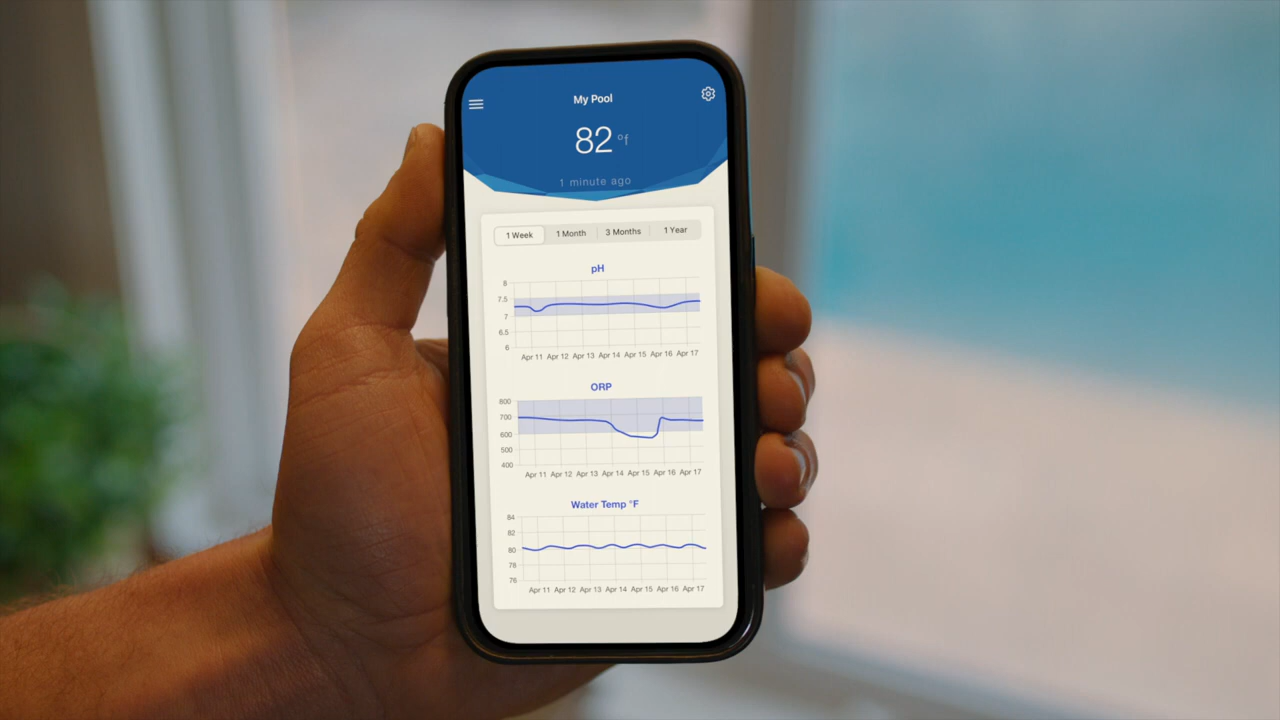 My Pool
82 °f
1 minute ago
1 Week 1 Month 3 Months 1 Year
pH
8
7.5
7
6.5
6
Apr 11 Apr 12 Apr 13 Apr 14 Apr 15 Apr 16 Apr 17
ORP
800
700
600
500
400
Apr 11 Apr 12 Apr 13 Apr 14 Apr 15 Apr 16 Apr 17
Water Temp °F
84
82
80
78
76
Apr 11 Apr 12 Apr 13 Apr 14 Apr 15 Apr 16 Apr 17